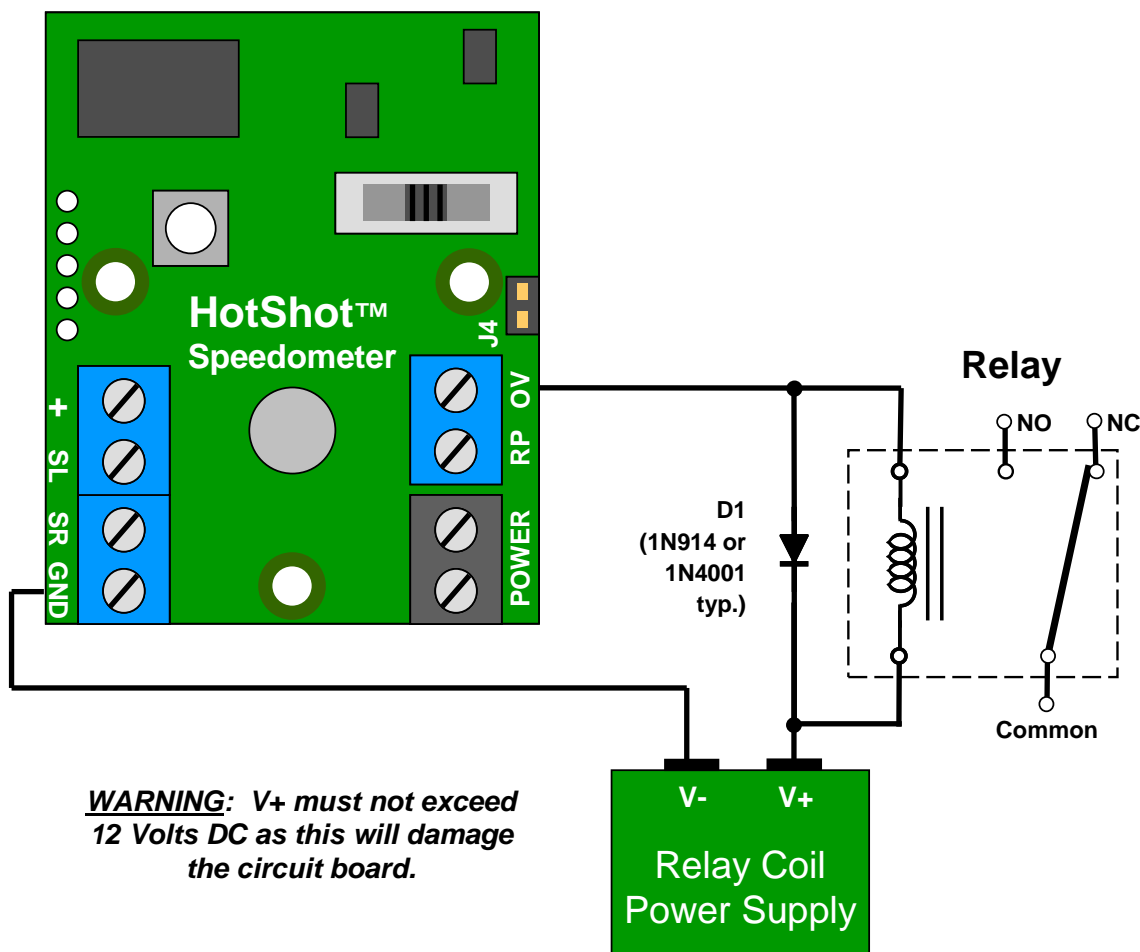 HotShot™
Speedometer
J4
+
SL
SR
GND
OV
RP
POWER
Relay
NO
NC
D1
(1N914 or
1N4001
typ.)
Common
WARNING: V+ must not exceed
12 Volts DC as this will damage
the circuit board.
V-
V+
Relay Coil
Power Supply